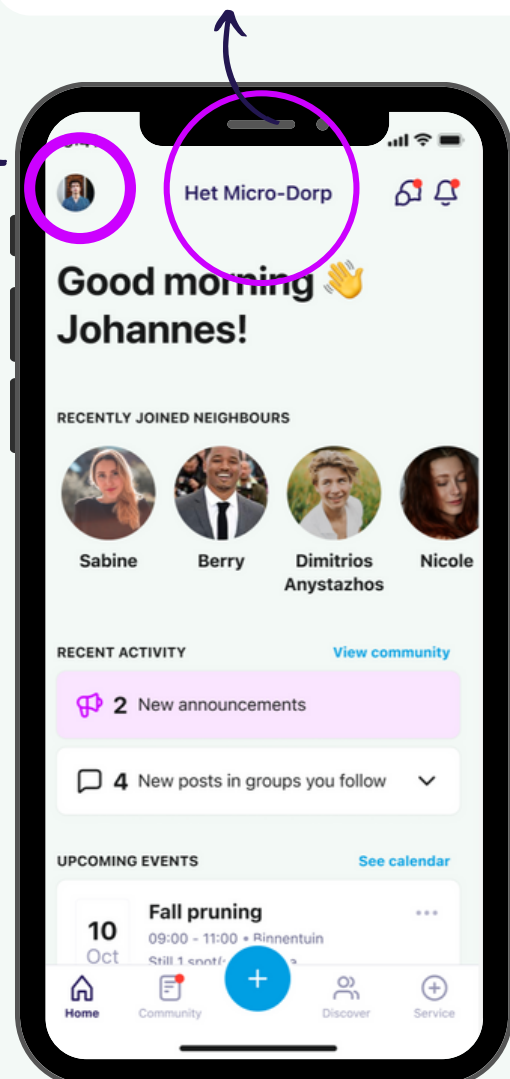 Het Micro-Dorp
Good morning 👋
Johannes!
RECENTLY JOINED NEIGHBOURS
Sabine
Berry
Dimitrios
Anystazhos
Nicole
RECENT ACTIVITY
View community
2 New announcements
4 New posts in groups you follow
UPCOMING EVENTS
See calendar
10
Oct
Fall pruning
09:00 - 11:00 • Binnentuin
Still 1 spot(
+
Home
Community
Discover
Service